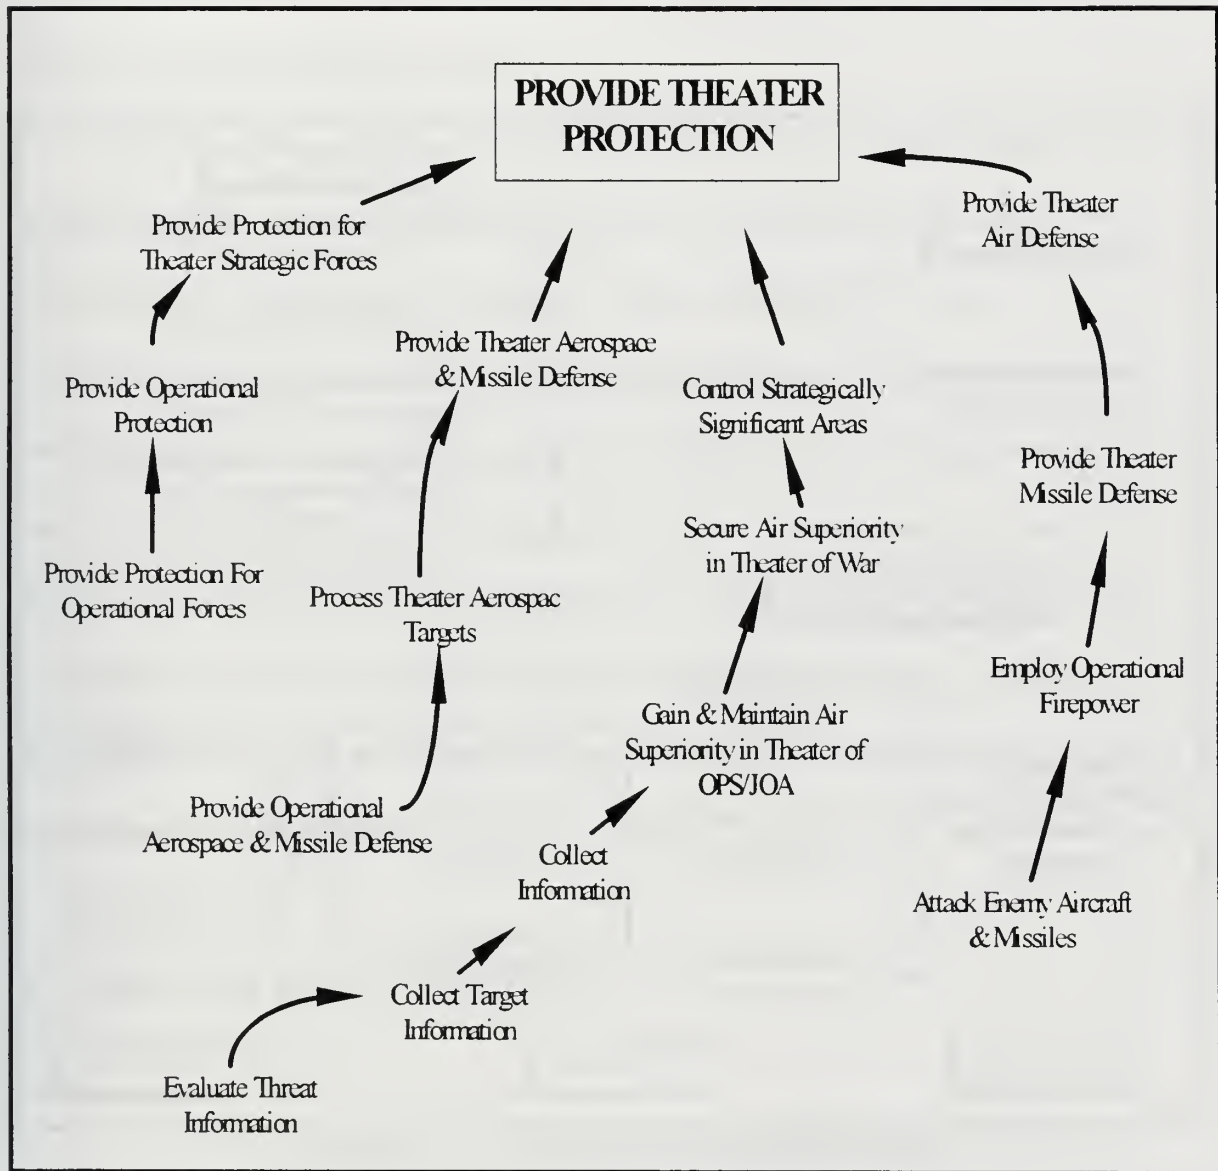 PROVIDE THEATER
PROTECTION
Provide Protection for
Theater Strategic Forces
Provide Theater
Air Defense
Provide Theater Aerospace
& Missile Defense
Provide Operational
Protection
Control Strategically
Significant Areas
Provide Theater
Missile Defense
Secure Air Superiority
in Theater of War
Provide Protection For
Operational Forces
Process Theater Aerospac
Targets
Employ Operational
Firepower
Gain & Maintain Air
Superiority in Theater of
OPS/JOA
Provide Operational
Aerospace & Missile Defense
Collect
Information
Attack Enemy Aircraft
& Missiles
Collect Target
Information
Evaluate Threat
Information